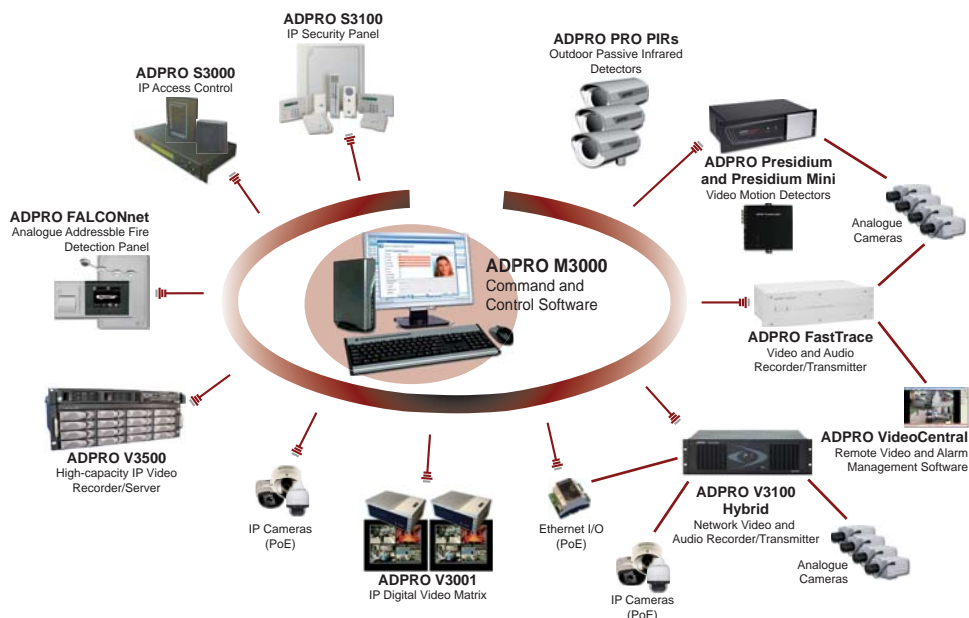 ADPRO S3100
IP Security Panel
ADPRO S3000
IP Access Control
ADPRO PRO PIRs
Outdoor Passive Infrared
Detectors
ADPRO Presidium
and Presidium Mini
Video Motion Detectors
Analogue
Cameras
ADPRO FALCONnet
Analogue Addressble Fire
Detection Panel
ADPRO M3000
Command and
Control Software
ADPRO FastTrace
Video and Audio
Recorder/Transmitter
ADPRO V3500
High-capacity IP Video
Recorder/Server
ADPRO VideoCentral
Remote Video and Alarm
Management Software
IP Cameras
(PoE)
ADPRO V3001
IP Digital Video Matrix
Ethernet I/O
(PoE)
ADPRO V3100
Hybrid
Network Video and
Audio Recorder/Transmitter
IP Cameras
(PoE)
Analogue
Cameras